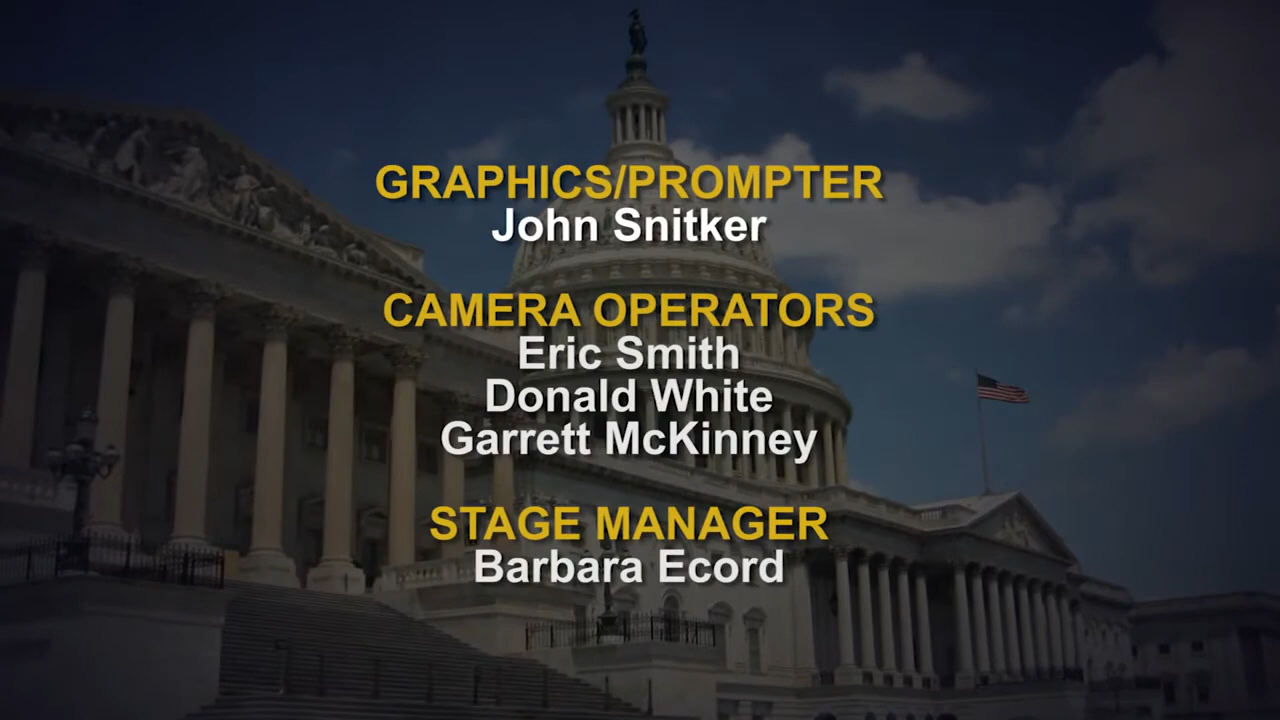 GRAPHICS/PROMPTER
John Snitker
CAMERA OPERATORS
Eric Smith
Donald White
Garrett McKinney
STAGE MANAGER
Barbara Ecord